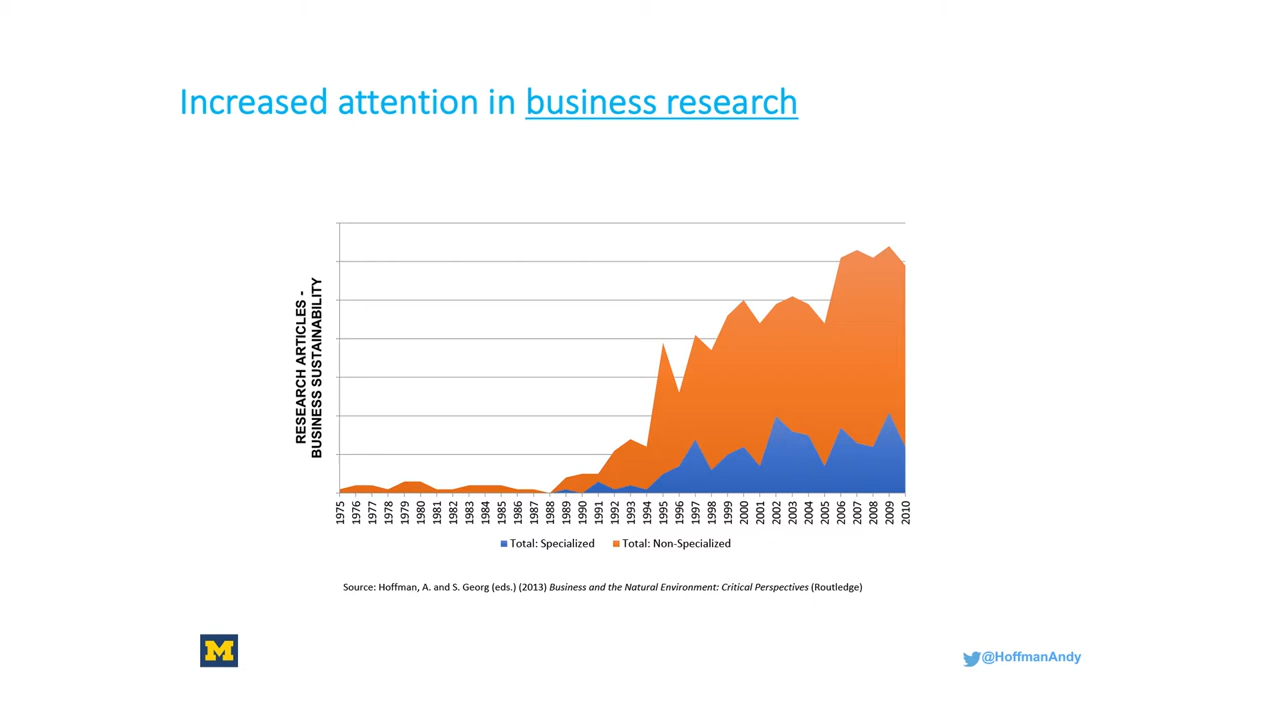 Increased attention in business research
RESEARCH ARTICLES -
BUSINESS SUSTAINABILITY
1975 1976 1977 1978 1979 1980 1981 1982 1983 1984 1985 1986 1987 1988 1989 1990 1991 1992 1993 1994 1995 1996 1997 1998 1999 2000 2001 2002 2003 2004 2005 2006 2007 2008 2009 2010
Total: Specialized Total: Non-Specialized
Source: Hoffman, A. and S. Georg (eds.) (2013) Business and the Natural Environment: Critical Perspectives (Routledge)
M
@HoffmanAndy